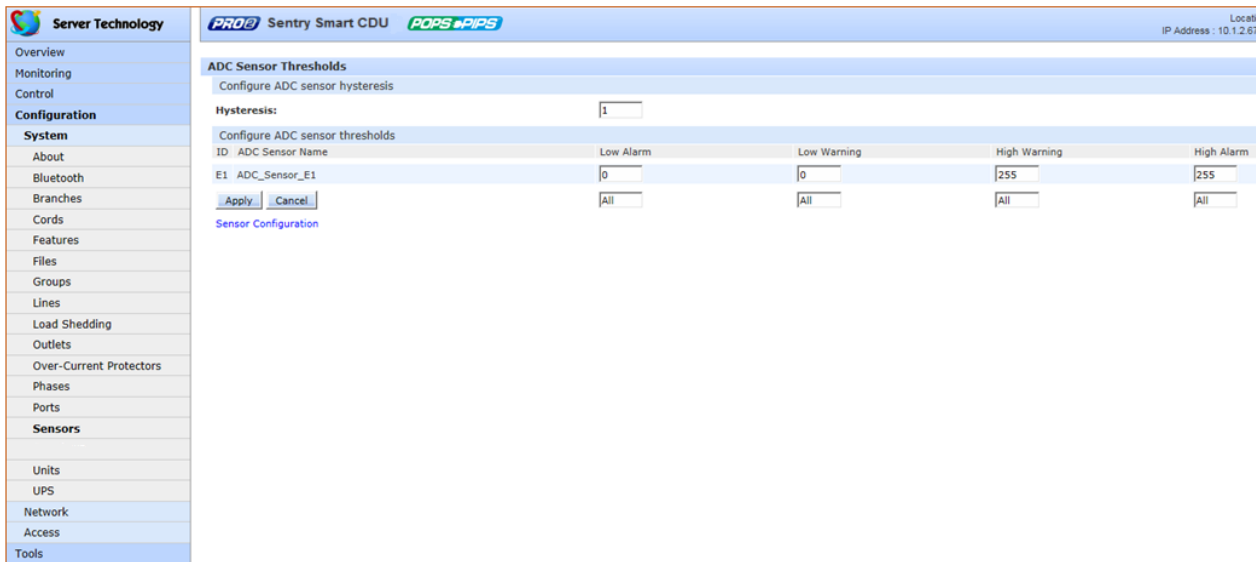 Server Technology
PRO2 Sentry Smart CDU POPS PIPS
IP Address : 10.1.2.67
Overview
Monitoring
Control
Configuration
System
About
Bluetooth
Branches
Cords
Features
Files
Groups
Lines
Load Shedding
Outlets
Over-Current Protectors
Phases
Ports
Sensors
Units
UPS
Network
Access
Tools
ADC Sensor Thresholds
Configure ADC sensor hysteresis
Hysteresis: 1
Configure ADC sensor thresholds
ID ADC Sensor Name Low Alarm Low Warning High Warning High Alarm
E1 ADC_Sensor_E1 0 0 255 255
Apply Cancel All All All All
Sensor Configuration